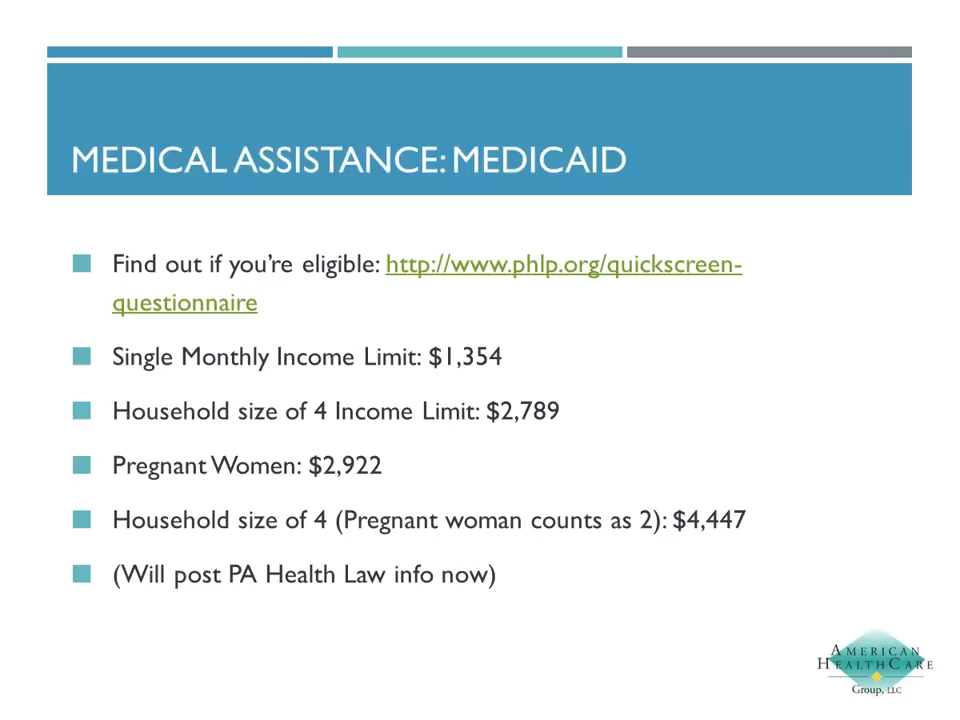 MEDICAL ASSISTANCE: MEDICAID
Find out if you’re eligible: http://www.phlp.org/quickscreen-
questionnaire
Single Monthly Income Limit: $1,354
Household size of 4 Income Limit: $2,789
Pregnant Women: $2,922
Household size of 4 (Pregnant woman counts as 2): $4,447
(Will post PA Health Law info now)
AMERICAN
HEALTHCARE
Group, LLC